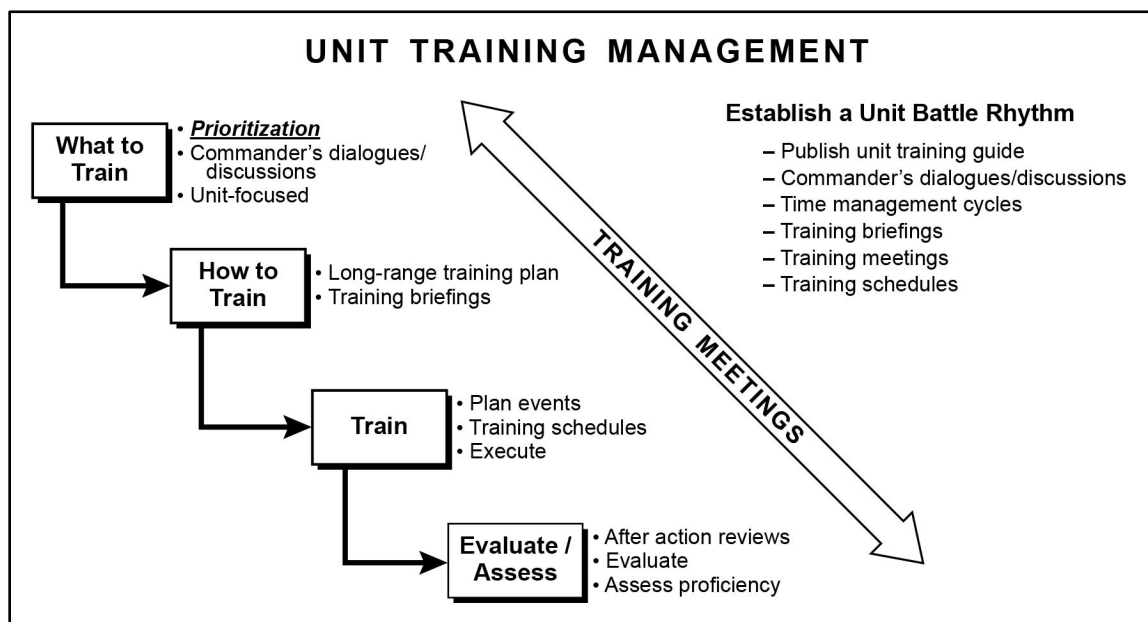 UNIT TRAINING MANAGEMENT
What to
Train
• Prioritization
• Commander's dialogues/
discussions
• Unit-focused
How to
Train
• Long-range training plan
• Training briefings
Train
• Plan events
• Training schedules
• Execute
Evaluate /
Assess
• After action reviews
• Evaluate
• Assess proficiency
TRAINING MEETINGS
Establish a Unit Battle Rhythm
– Publish unit training guide
– Commander's dialogues/discussions
– Time management cycles
– Training briefings
– Training meetings
– Training schedules